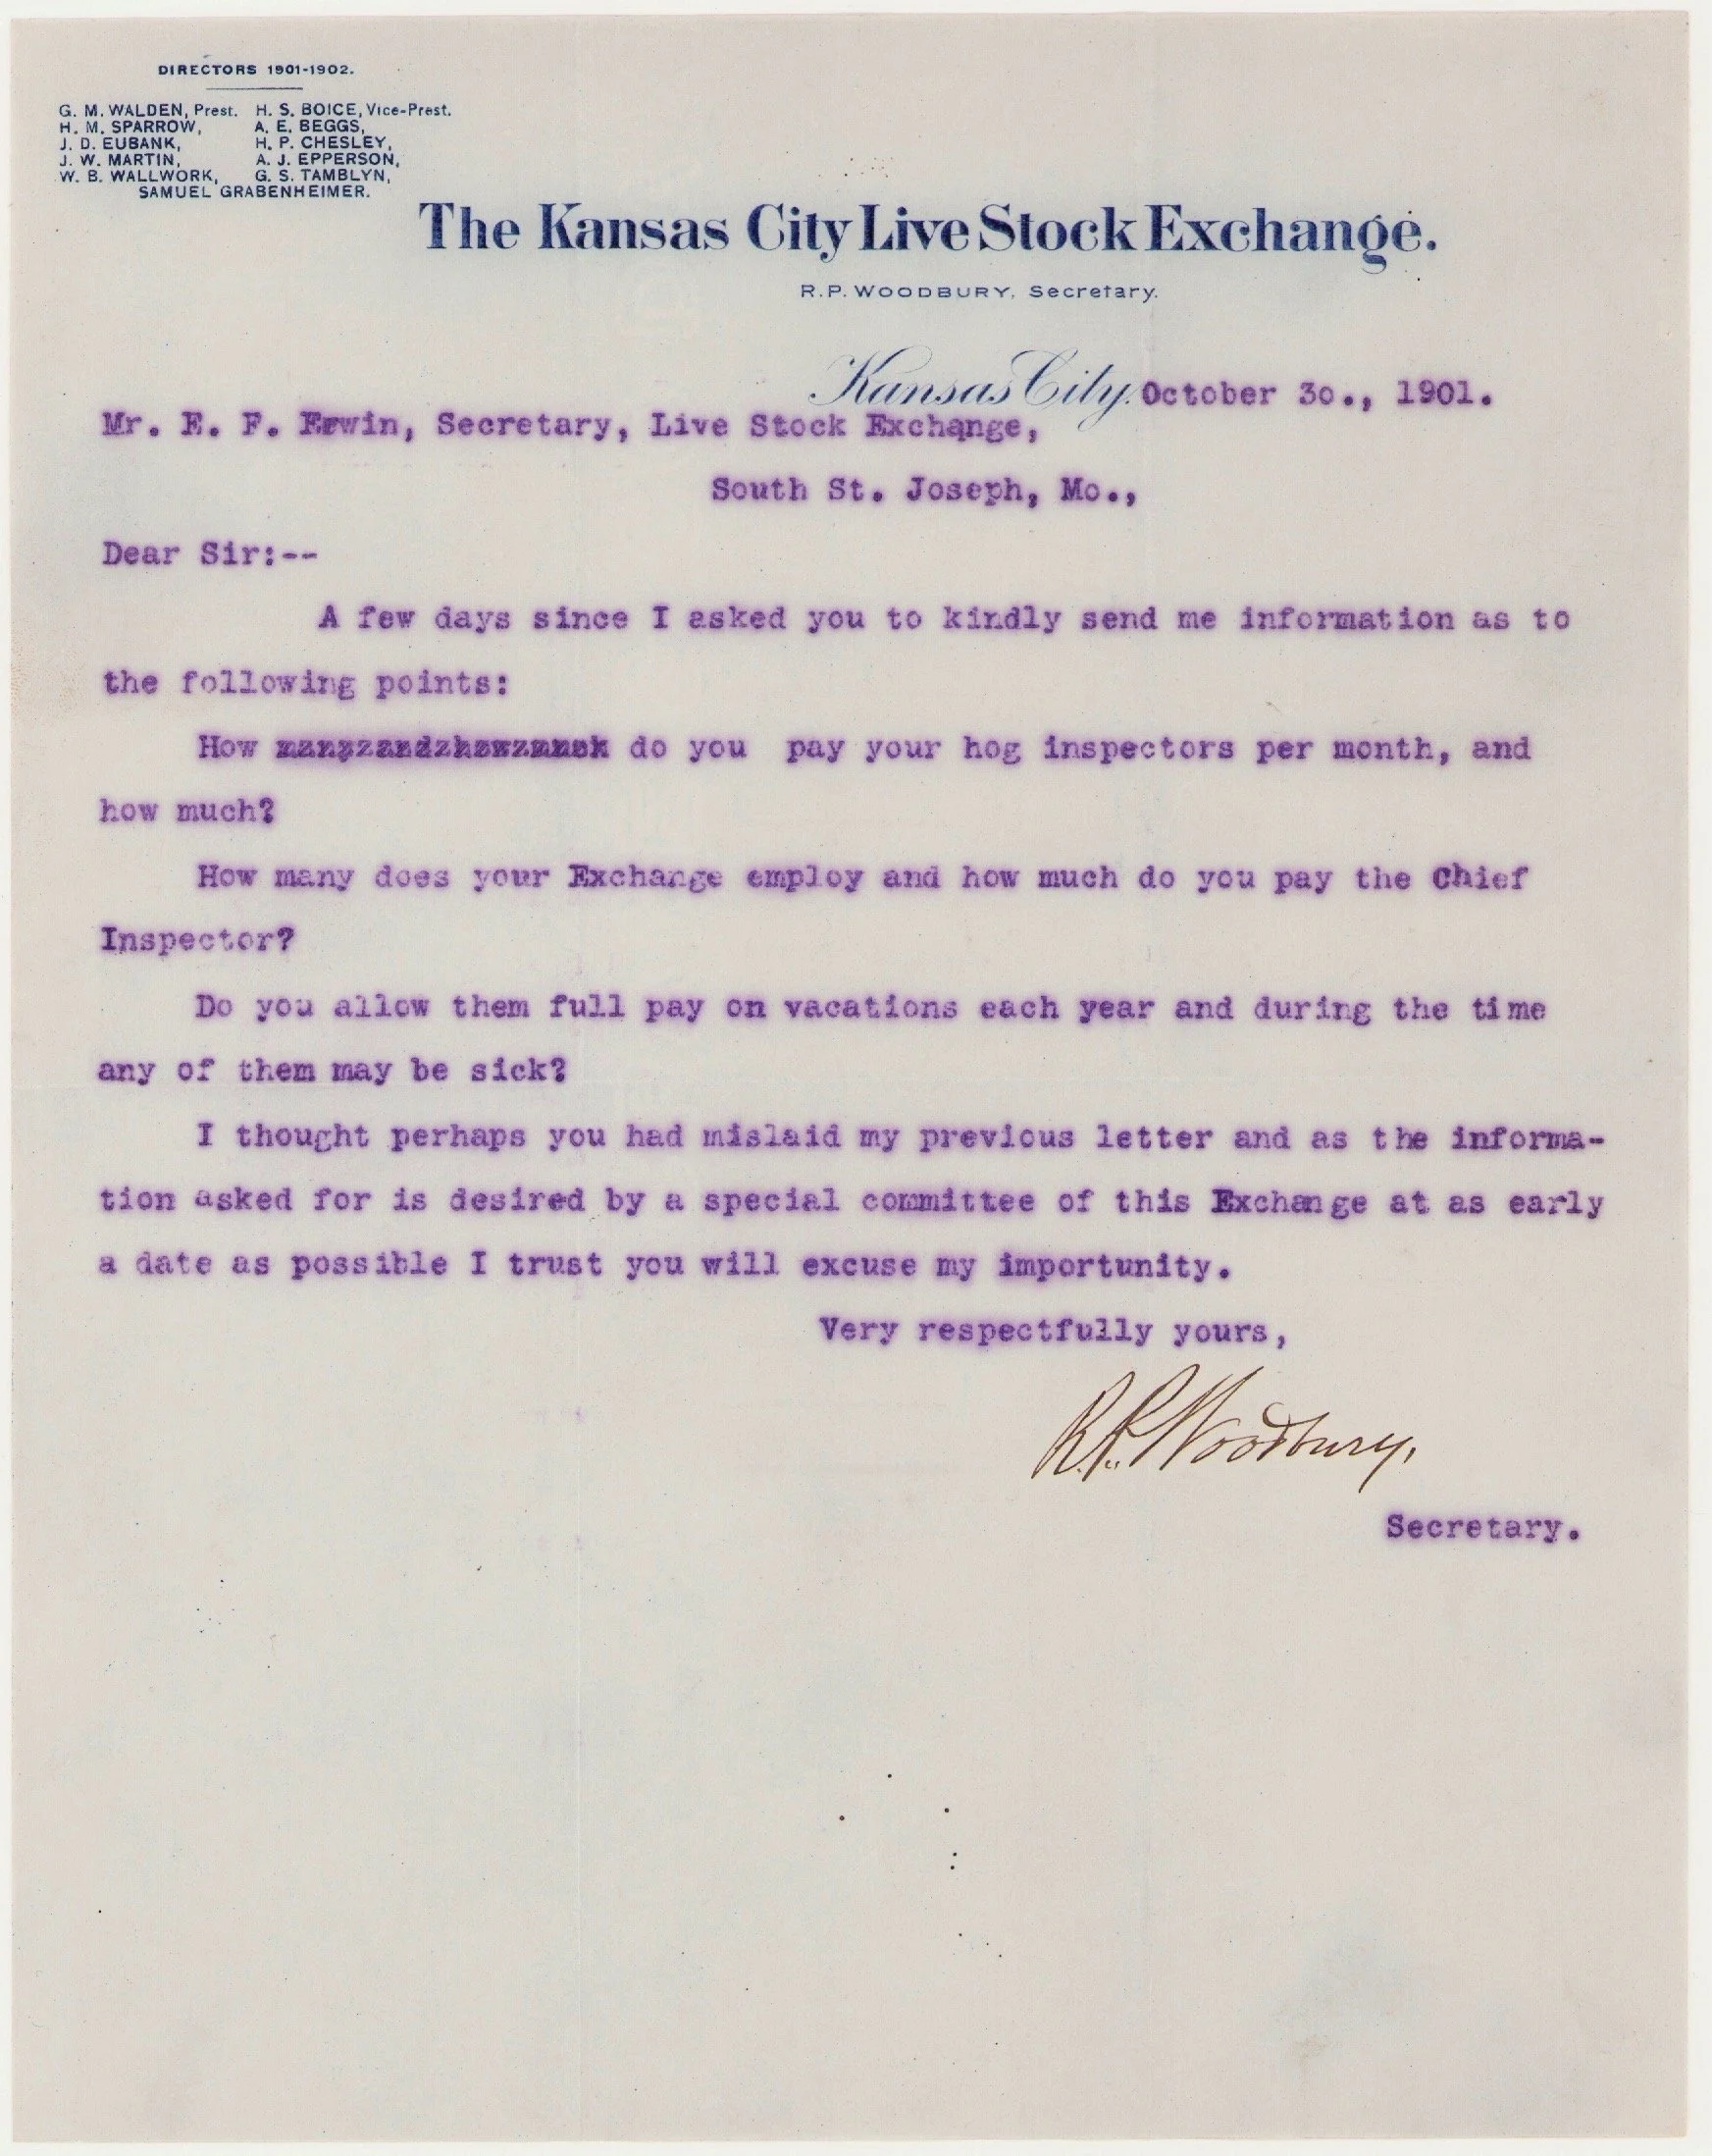 DIRECTORS 1901-1902.
G. M. WALDEN, Prest. H. S. BOICE, Vice-Prest.
H. M. SPARROW, A. E. BEGGS,
J. D. EUBANK, H. P. CHESLEY,
J. W. MARTIN, A. J. EPPERSON,
W. B. WALLWORK, G. S. TAMBLYN,
SAMUEL GRABENHEIMER.
The Kansas City Live Stock Exchange.
R. P. WOODBURY, Secretary.
Kansas City. October 30., 1901.
Mr. E. F. Erwin, Secretary, Live Stock Exchange,
South St. Joseph, Mo.,
Dear Sir:--
A few days since I asked you to kindly send me information as to
the following points:
How do you pay your hog inspectors per month, and
how much?
How many does your Exchange employ and how much do you pay the Chief
Inspector?
Do you allow them full pay on vacations each year and during the time
any of them may be sick?
I thought perhaps you had mislaid my previous letter and as the informa-
tion asked for is desired by a special committee of this Exchange at as early
a date as possible I trust you will excuse my importunity.
Very respectfully yours,
R. P. Woodbury,
Secretary.